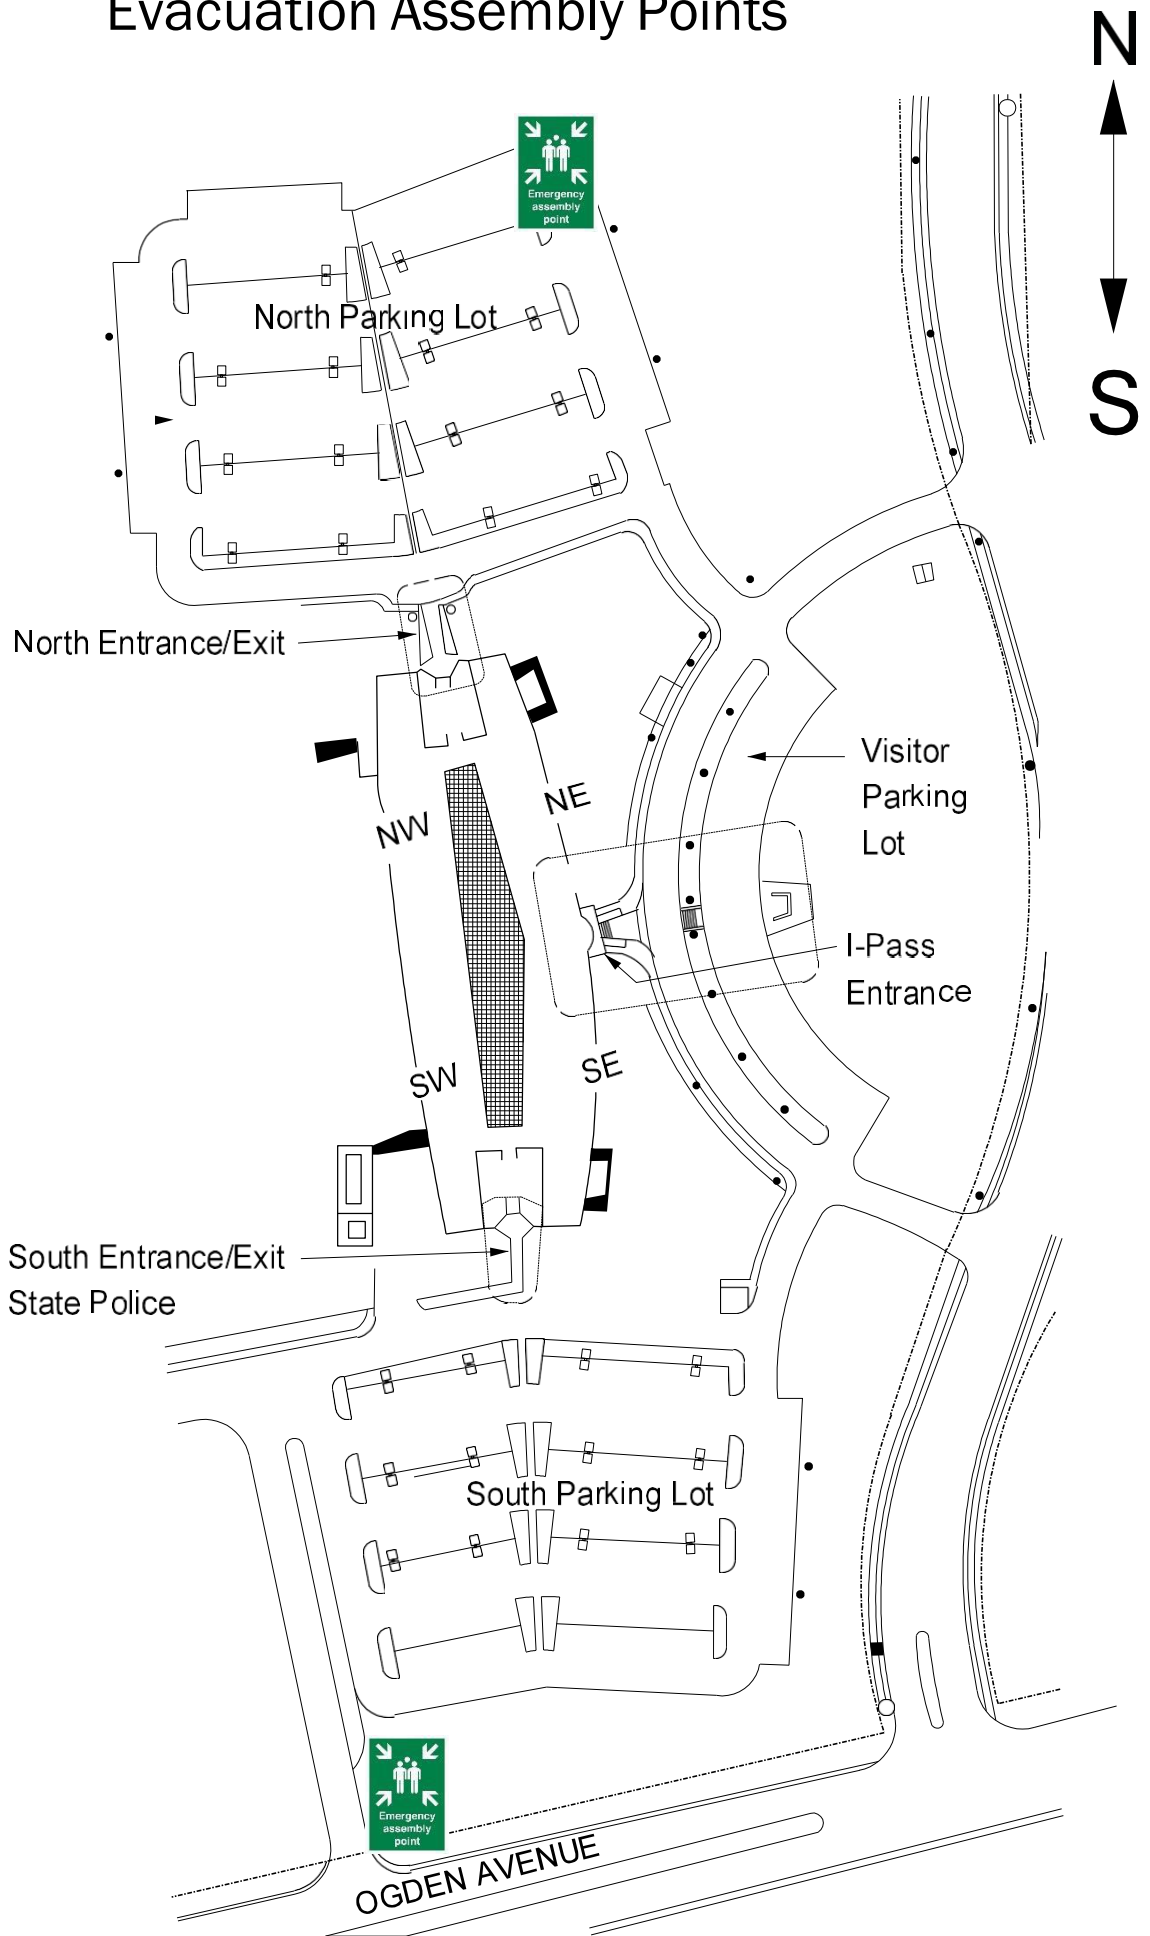 Evacuation Assembly Points
N
S
Emergency
assembly
point
North Parking Lot
North Entrance/Exit
NE
NW
Visitor
Parking
Lot
I-Pass
Entrance
SE
SW
South Entrance/Exit
State Police
South Parking Lot
Emergency
assembly
point
OGDEN AVENUE